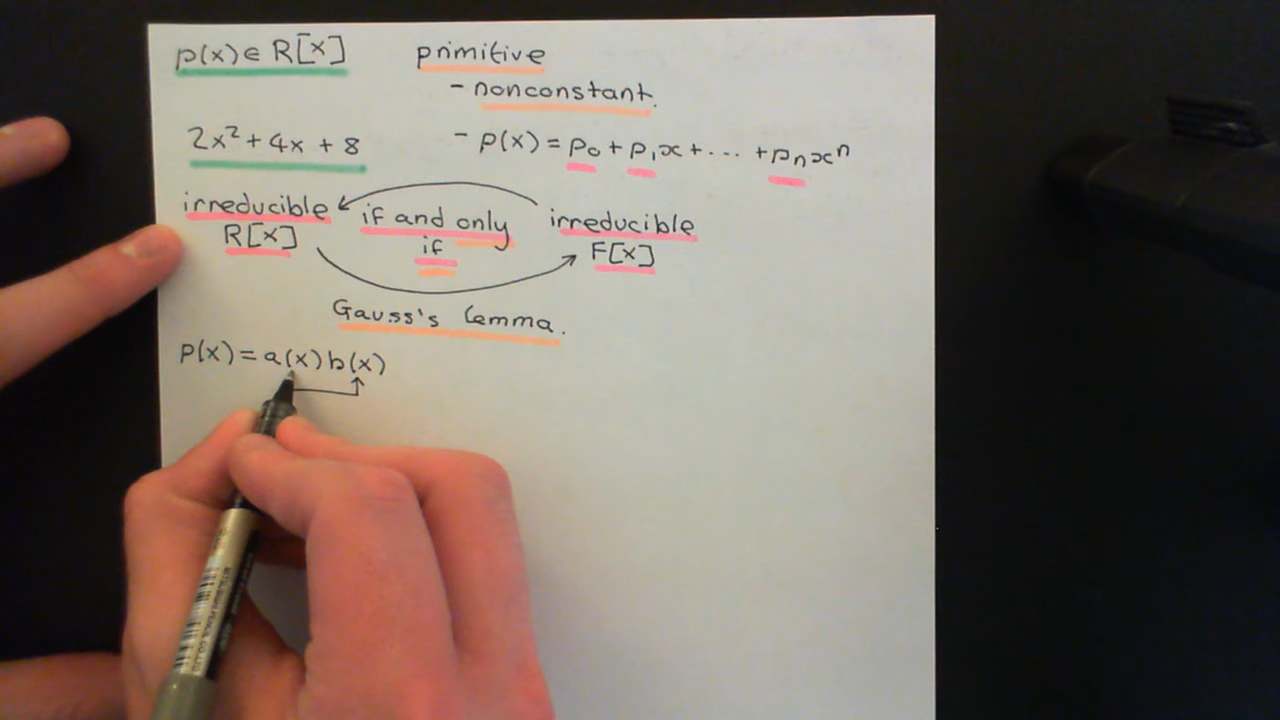 p(x) ∈ R[x] primitive
- nonconstant.
2x² + 4x + 8 - p(x) = p₀ + p₁x + ... + pₙxⁿ
irreducible if and only irreducible
R[x] if F[x]
Gauss's Lemma.
p(x) = a(x) b(x)